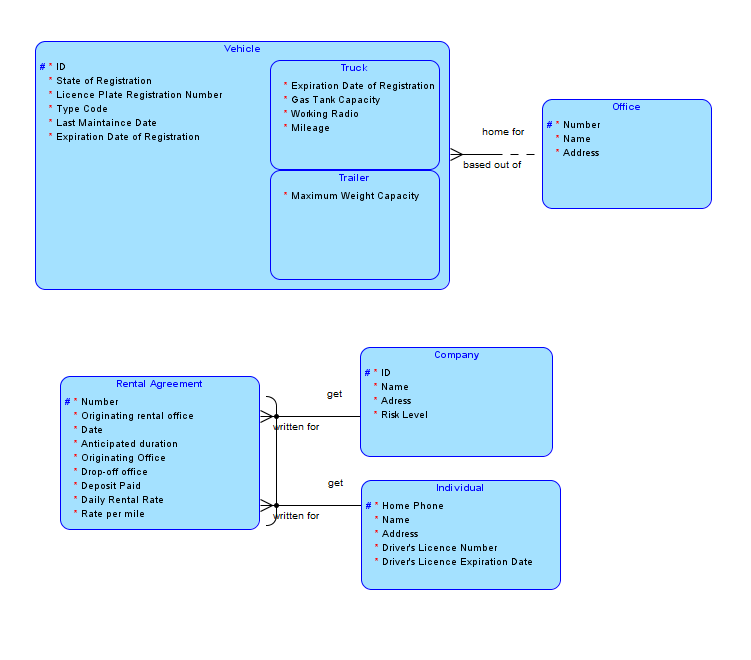 Vehicle
# * ID
* State of Registration
* Licence Plate Registration Number
* Type Code
* Last Maintaince Date
* Expiration Date of Registration
Truck
* Expiration Date of Registration
* Gas Tank Capacity
* Working Radio
* Mileage
Trailer
* Maximum Weight Capacity
home for
based out of
Office
# * Number
* Name
* Address
Rental Agreement
# * Number
* Originating rental office
* Date
* Anticipated duration
* Originating Office
* Drop-off office
* Deposit Paid
* Daily Rental Rate
* Rate per mile
get
written for
Company
# * ID
* Name
* Adress
* Risk Level
get
written for
Individual
# * Home Phone
* Name
* Address
* Driver's Licence Number
* Driver's Licence Expiration Date